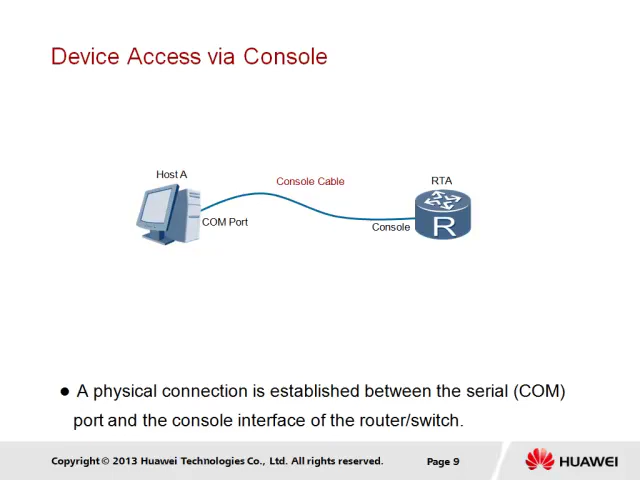 Device Access via Console
Host A
Console Cable
RTA
COM Port
Console
R
● A physical connection is established between the serial (COM)
port and the console interface of the router/switch.
Copyright © 2013 Huawei Technologies Co., Ltd. All rights reserved.
Page 9
HUAWEI